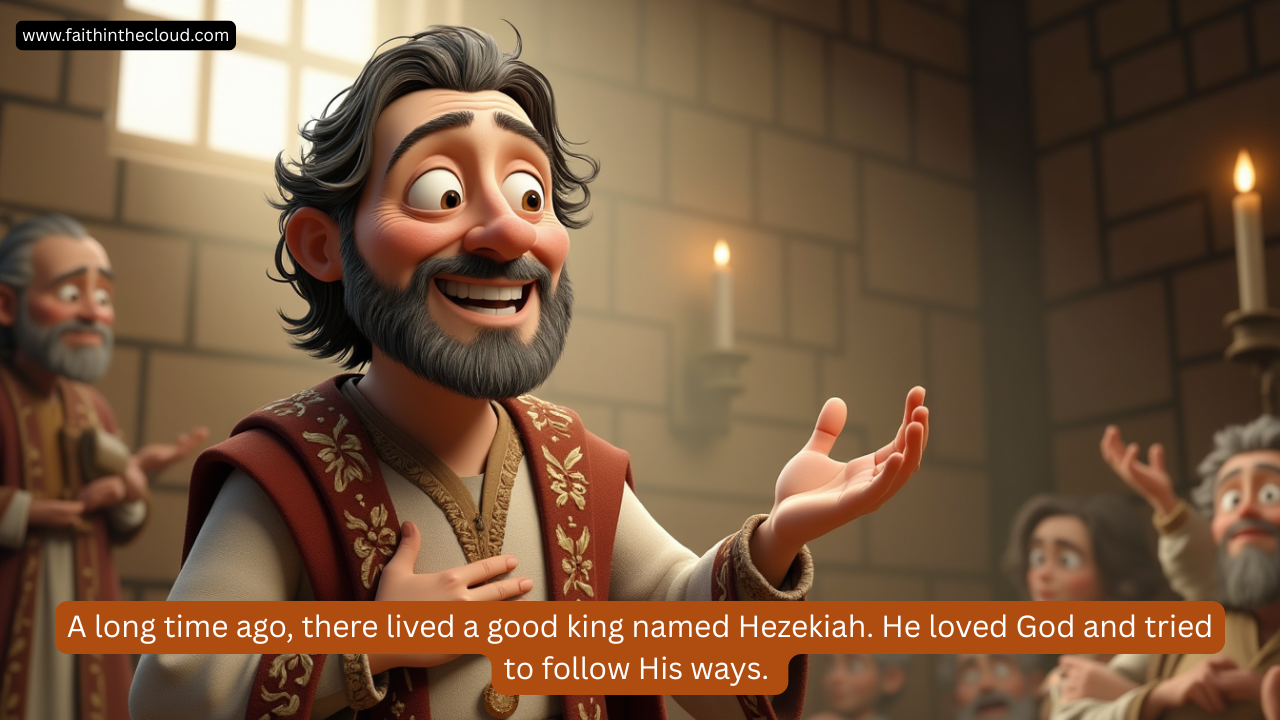 www.faithinthecloud.com
A long time ago, there lived a good king named Hezekiah. He loved God and tried
to follow His ways.